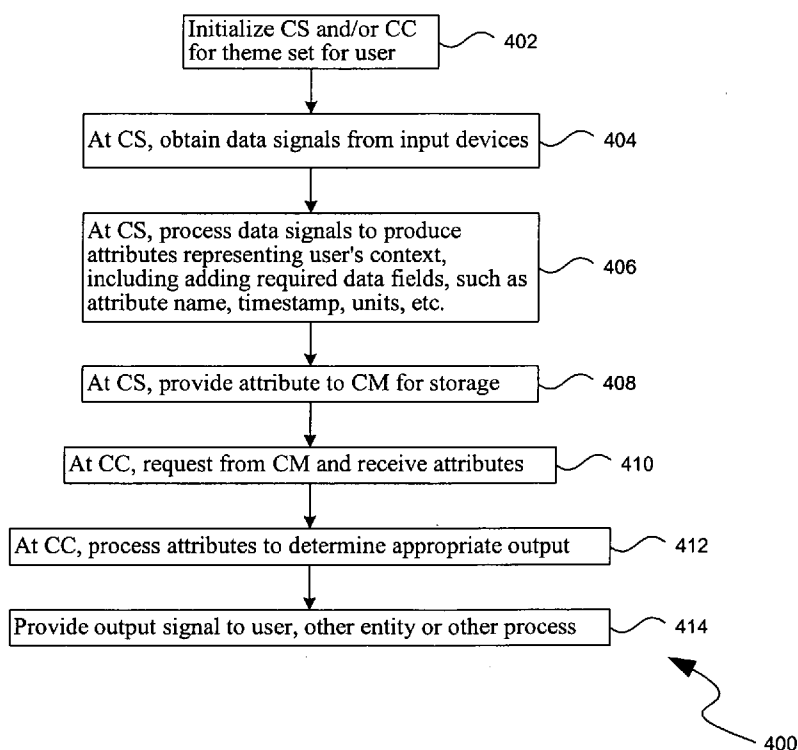 Initialize CS and/or CC
for theme set for user
402
At CS, obtain data signals from input devices
404
At CS, process data signals to produce
attributes representing user's context,
including adding required data fields, such as
attribute name, timestamp, units, etc.
406
At CS, provide attribute to CM for storage
408
At CC, request from CM and receive attributes
410
At CC, process attributes to determine appropriate output
412
Provide output signal to user, other entity or other process
414
400